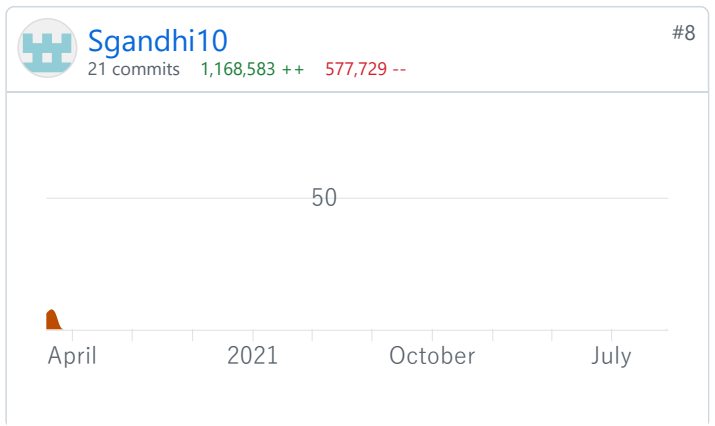 Sgandhi10
#8
21 commits 1,168,583 ++ 577,729 --
50
April 2021 October July